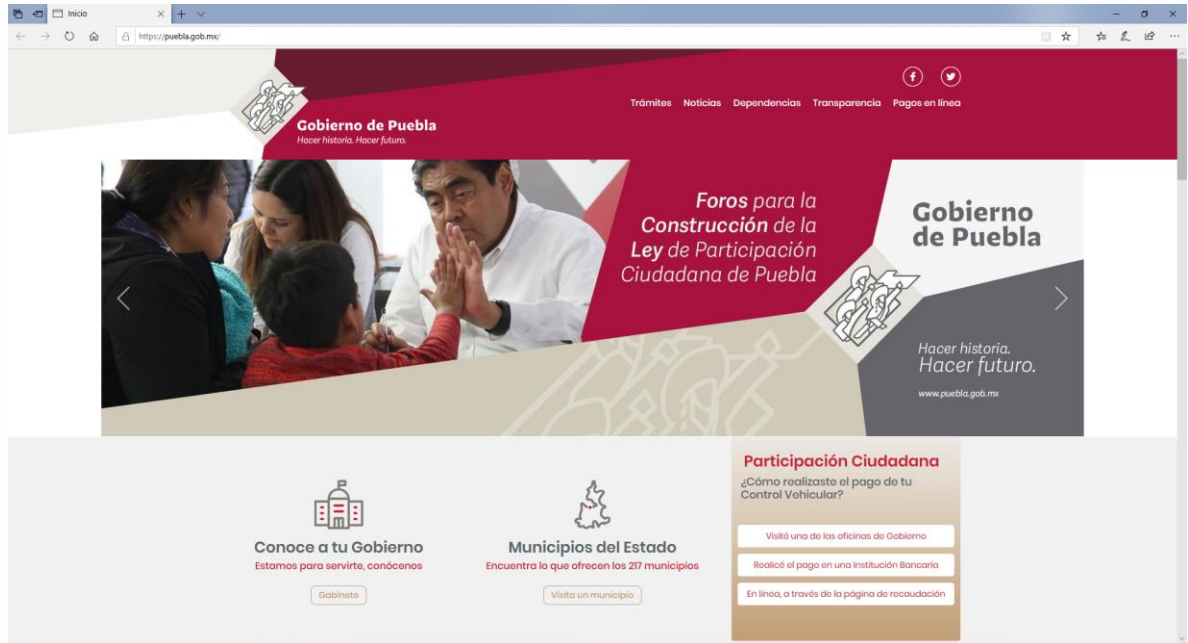 Inicio
https://puebla.gob.mx/
Trámites Noticias Dependencias Transparencia Pagos en línea
Gobierno de Puebla
Hacer historia. Hacer futuro.
Foros para la
Construcción de la
Ley de Participación
Ciudadana de Puebla
Gobierno
de Puebla
Hacer historia.
Hacer futuro.
www.puebla.gob.mx
Conoce a tu Gobierno
Estamos para servirte, conócenos
Gabinete
Municipios del Estado
Encuentra lo que ofrecen los 217 municipios
Visita un municipio
Participación Ciudadana
¿Cómo realizaste el pago de tu
Control Vehicular?
Visité una de las oficinas de Gobierno
Realicé el pago en una Institución Bancaria
En línea, a través de la página de recaudación